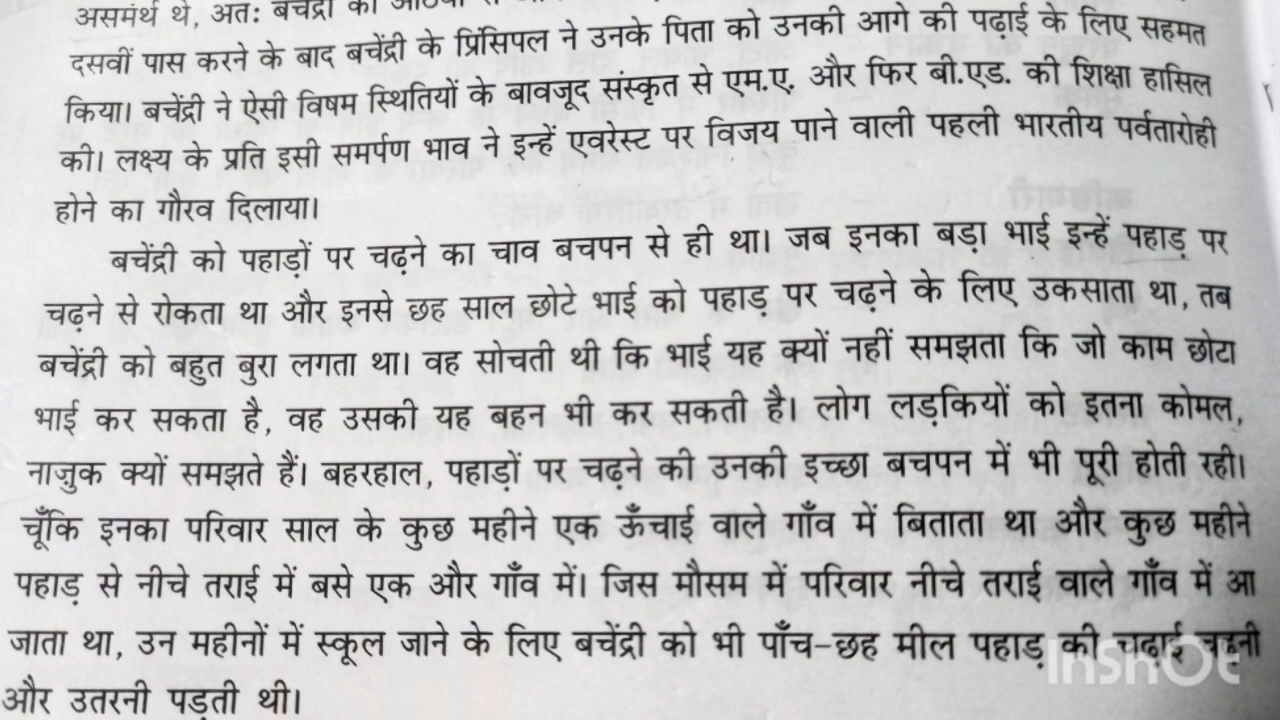 असमर्थ थे, अतः बचेंद्री को
दसवीं पास करने के बाद बचेंद्री के प्रिंसिपल ने उनके पिता को उनकी आगे की पढ़ाई के लिए सहमत
किया। बचेंद्री ने ऐसी विषम स्थितियों के बावजूद संस्कृत से एम.ए. और फिर बी.एड. की शिक्षा हासिल
की। लक्ष्य के प्रति इसी समर्पण भाव ने इन्हें एवरेस्ट पर विजय पाने वाली पहली भारतीय पर्वतारोही
होने का गौरव दिलाया।
बचेंद्री को पहाड़ों पर चढ़ने का चाव बचपन से ही था। जब इनका बड़ा भाई इन्हें पहाड़ पर
चढ़ने से रोकता था और इनसे छह साल छोटे भाई को पहाड़ पर चढ़ने के लिए उकसाता था, तब
बचेंद्री को बहुत बुरा लगता था। वह सोचती थी कि भाई यह क्यों नहीं समझता कि जो काम छोटा
भाई कर सकता है, वह उसकी यह बहन भी कर सकती है। लोग लड़कियों को इतना कोमल,
नाज़ुक क्यों समझते हैं। बहरहाल, पहाड़ों पर चढ़ने की उनकी इच्छा बचपन में भी पूरी होती रही।
चूँकि इनका परिवार साल के कुछ महीने एक ऊँचाई वाले गाँव में बिताता था और कुछ महीने
पहाड़ से नीचे तराई में बसे एक और गाँव में। जिस मौसम में परिवार नीचे तराई वाले गाँव में आ
जाता था, उन महीनों में स्कूल जाने के लिए बचेंद्री को भी पाँच-छह मील पहाड़ की चढ़ाई चढ़नी
और उतरनी पड़ती थी।
InShOt